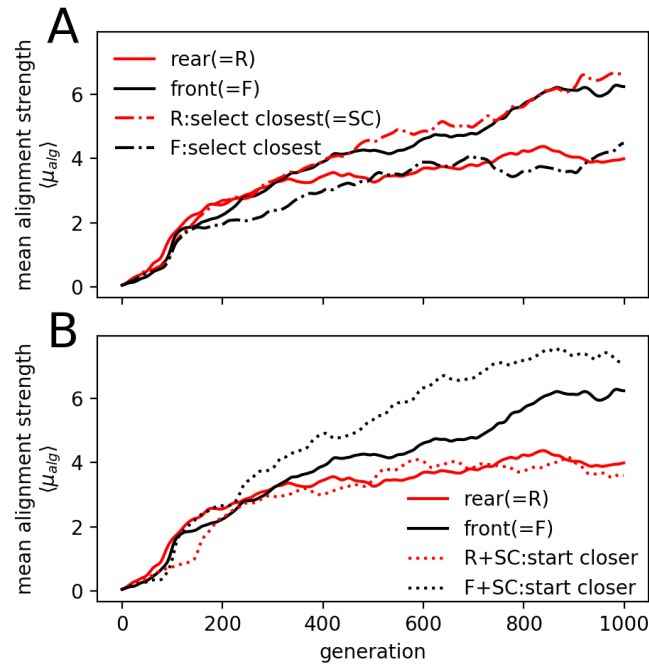 A
mean alignment strength
⟨μalg⟩
6
4
2
0
rear(=R)
front(=F)
R:select closest(=SC)
F:select closest
B
mean alignment strength
⟨μalg⟩
6
4
2
0
rear(=R)
front(=F)
R+SC:start closer
F+SC:start closer
0 200 400 600 800 1000
generation